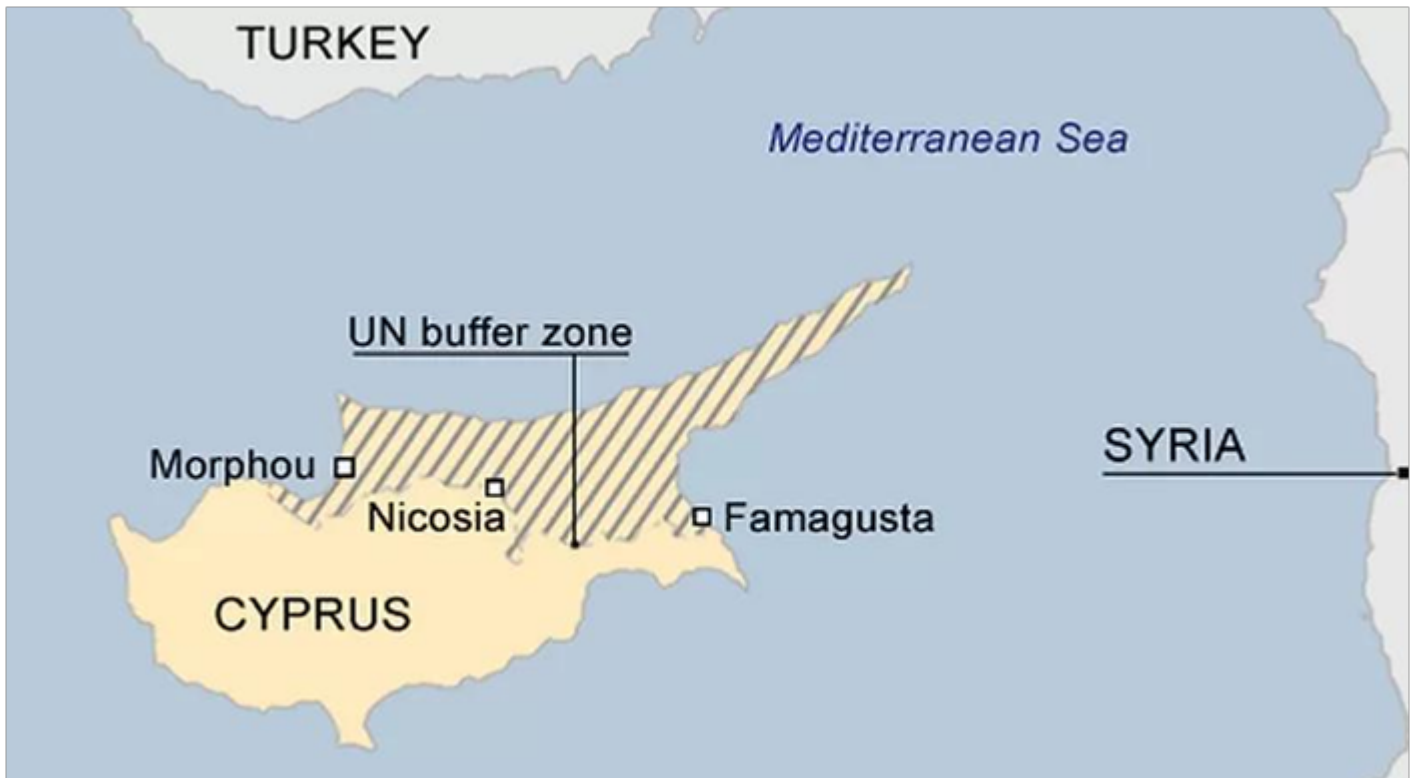 TURKEY
Mediterranean Sea
UN buffer zone
SYRIA
Morphou
Nicosia
Famagusta
CYPRUS